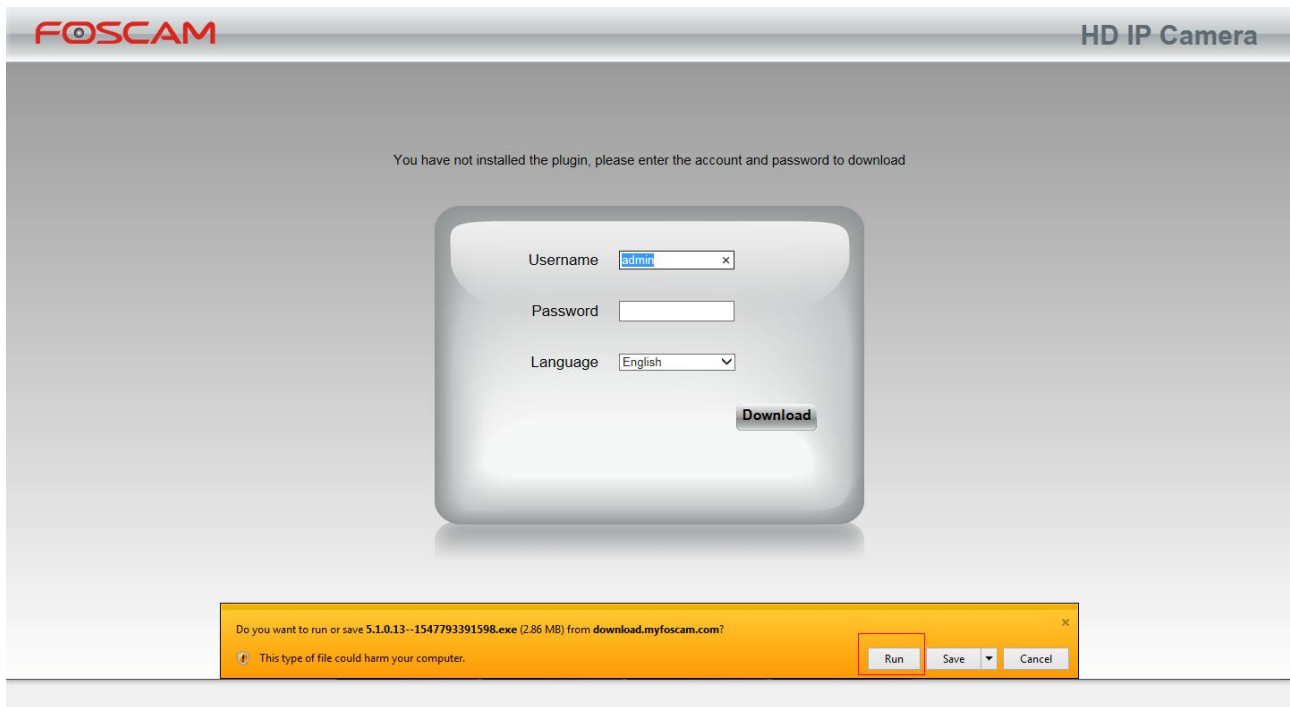 FOSCAM
HD IP Camera
You have not installed the plugin, please enter the account and password to download
Username admin ×
Password
Language English
Download
Do you want to run or save 5.1.0.13--1547793391598.exe (2.86 MB) from download.myfoscam.com? ×
This type of file could harm your computer. Run Save Cancel